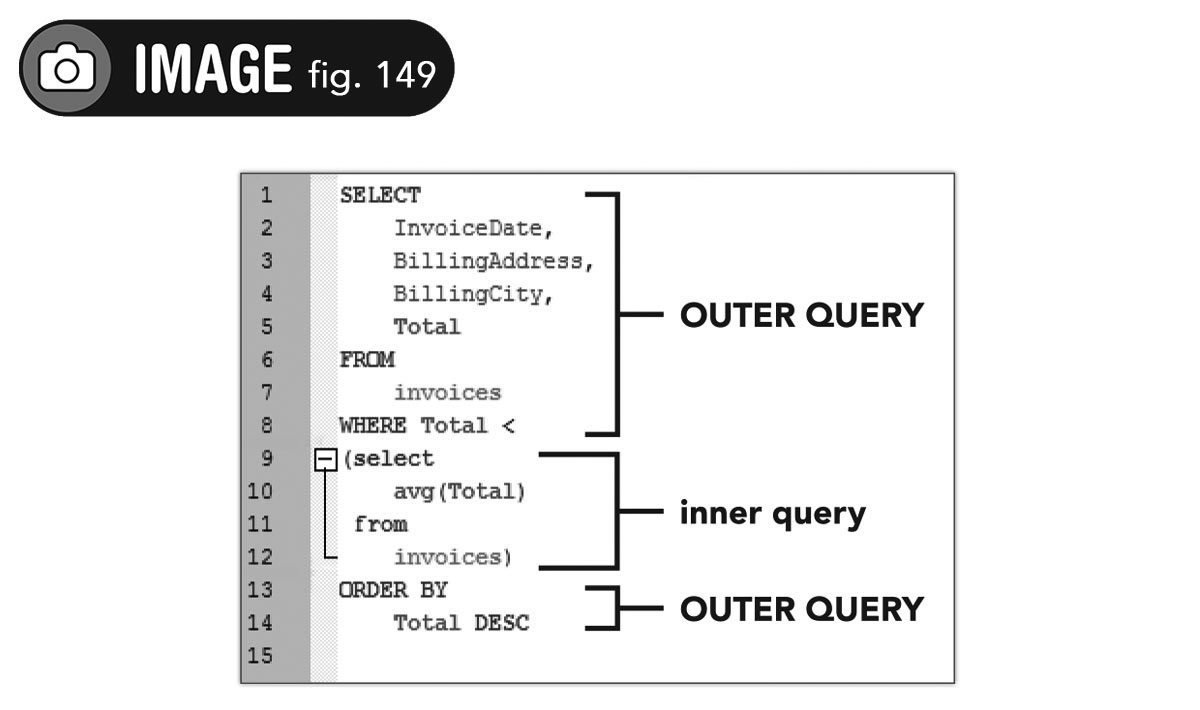 IMAGE fig. 149
1 SELECT
2 InvoiceDate,
3 BillingAddress,
4 BillingCity,
5 Total
6 FROM
7 invoices
8 WHERE Total <
9 (select
10 avg(Total)
11 from
12 invoices)
13 ORDER BY
14 Total DESC
15
OUTER QUERY
inner query
OUTER QUERY